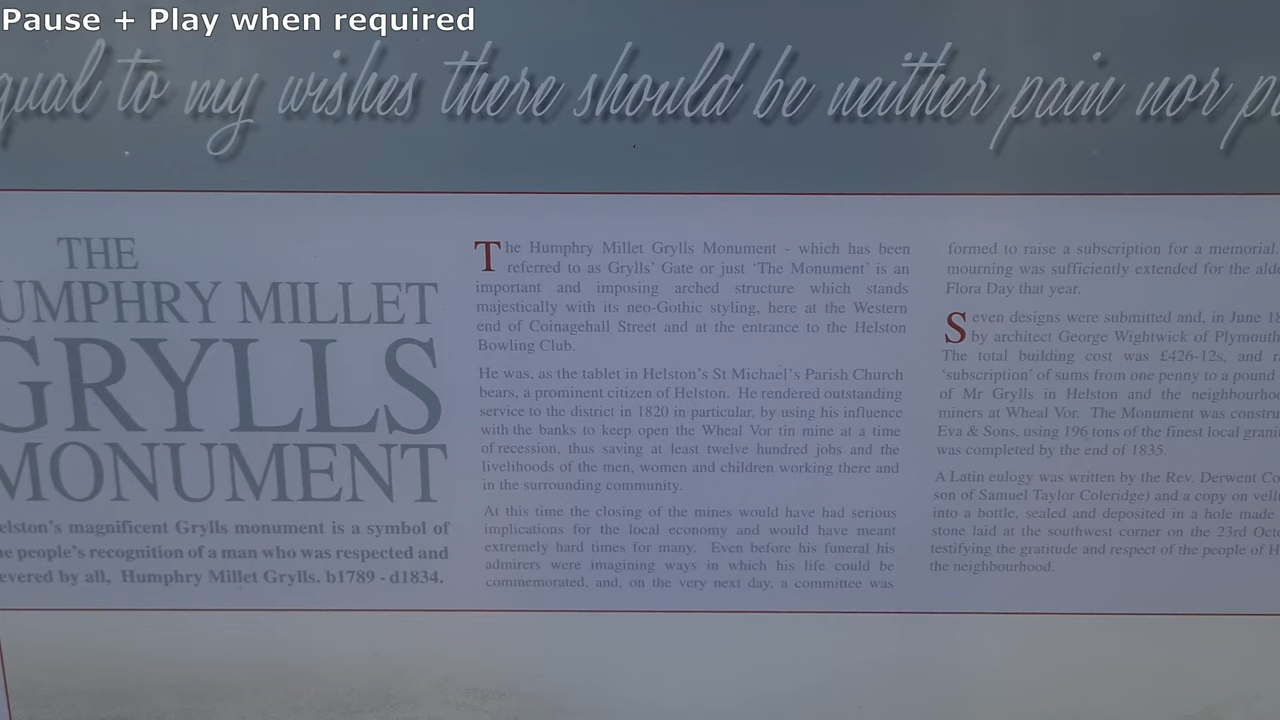 Pause + Play when required
to my wishes there should be neither pain nor
THE
MILLET
GRYLLS
MONUMENT
magnificent Grylls monument is a symbol of
people's recognition of a man who was respected and
by all, Humphry Millet Grylls. b1789 - d1834.
The Humphry Millet Grylls Monument - which has been
referred to as Grylls' Gate or just 'The Monument' is an
important and imposing arched structure which stands
majestically with its neo-Gothic styling, here at the Western
end of Coinagehall Street and at the entrance to the Helston
Bowling Club.
He was, as the tablet in Helston's St Michael's Parish Church
bears, a prominent citizen of Helston. He rendered outstanding
service to the district in 1820 in particular, by using his influence
with the banks to keep open the Wheal Vor tin mine at a time
of recession, thus saving at least twelve hundred jobs and the
livelihoods of the men, women and children working there and
in the surrounding community.
At this time the closing of the mines would have had serious
implications for the local economy and would have meant
extremely hard times for many. Even before his funeral his
admirers were imagining ways in which his life could be
commemorated, and, on the very next day, a committee was
formed to raise a subscription for a memorial.
mourning was sufficiently extended for the
Flora Day that year.
Seven designs were submitted and, in June
by architect George Wightwick of Plymouth
The total building cost was £426-12s, and
'subscription' of sums from one penny to a pound
of Mr Grylls in Helston and the
miners at Wheal Vor. The Monument was
Eva & Sons, using 196 tons of the finest local
was completed by the end of 1835.
A Latin eulogy was written by the Rev. Derwent
son of Samuel Taylor Coleridge) and a copy on
into a bottle, sealed and deposited in a hole made
stone laid at the southwest corner on the 23rd
testifying the gratitude and respect of the people of
the neighbourhood.